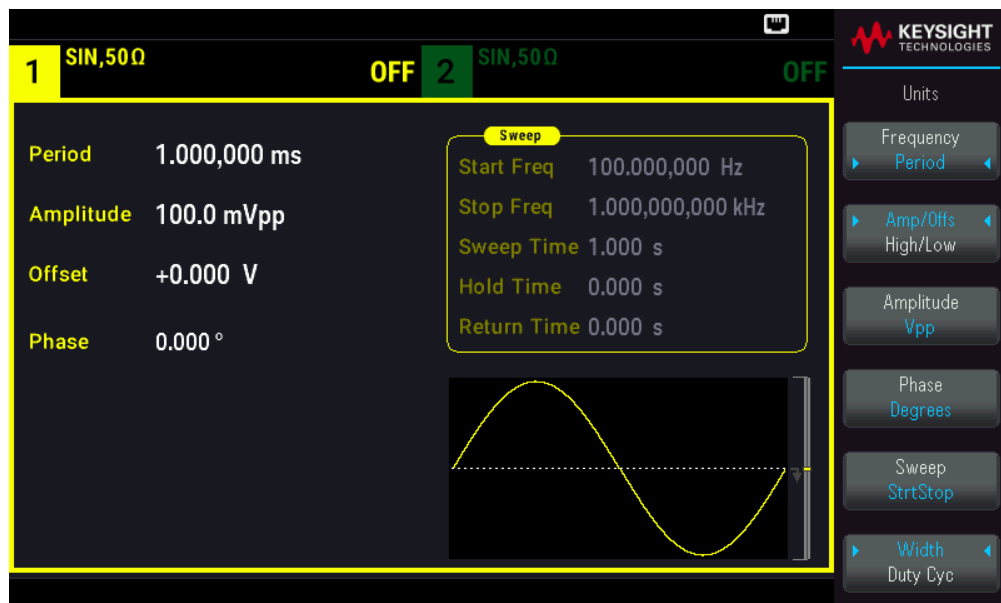 KEYSIGHT
TECHNOLOGIES
1 SIN,50Ω OFF 2 SIN,50Ω OFF
Units
Period 1.000,000 ms
Amplitude 100.0 mVpp
Offset +0.000 V
Phase 0.000 °
Sweep
Start Freq 100.000,000 Hz
Stop Freq 1.000,000,000 kHz
Sweep Time 1.000 s
Hold Time 0.000 s
Return Time 0.000 s
Frequency
Period
Amp/Offs
High/Low
Amplitude
Vpp
Phase
Degrees
Sweep
StrtStop
Width
Duty Cyc